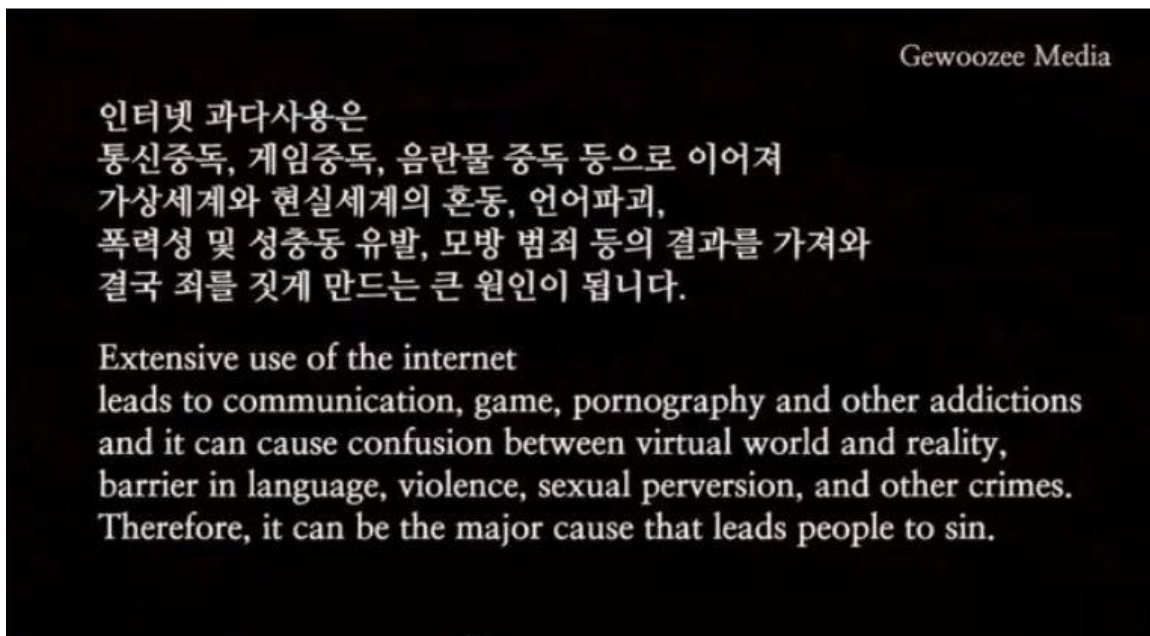 Gewoozee Media
인터넷 과다사용은
통신중독, 게임중독, 음란물 중독 등으로 이어져
가상세계와 현실세계의 혼동, 언어파괴,
폭력성 및 성충동 유발, 모방 범죄 등의 결과를 가져와
결국 죄를 짓게 만드는 큰 원인이 됩니다.
Extensive use of the internet
leads to communication, game, pornography and other addictions
and it can cause confusion between virtual world and reality,
barrier in language, violence, sexual perversion, and other crimes.
Therefore, it can be the major cause that leads people to sin.